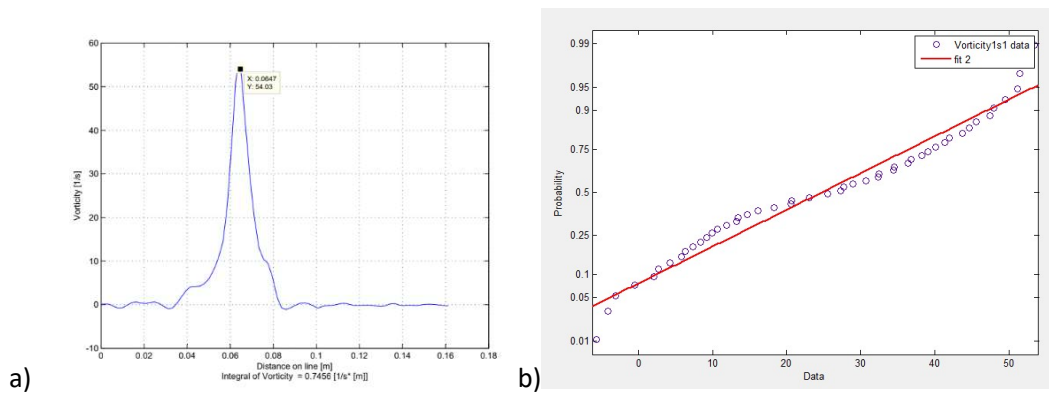 60
50
40
30
20
10
0
-10
Vorticity [1/s]
X: 0.0647
Y: 54.03
0 0.02 0.04 0.06 0.08 0.1 0.12 0.14 0.16 0.18
Distance on line [m]
Integral of Vorticity = 0.7456 [1/s* [m]]
a)
0.99
0.95
0.9
0.75
0.5
0.25
0.1
0.05
0.01
Probability
Vorticity1s1 data
fit 2
0 10 20 30 40 50
Data
b)